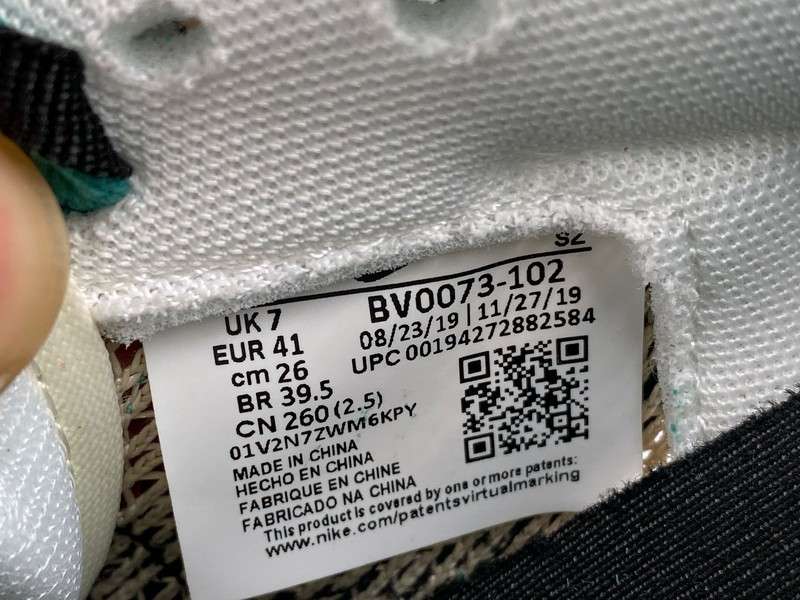 SZ
UK 7
EUR 41
cm 26
BR 39.5
CN 260 (2.5)
01V2N7ZWM6KPY
BV0073-102
08/23/19 | 11/27/19
UPC 00194272882584
MADE IN CHINA
HECHO EN CHINA
FABRIQUE EN CHINE
FABRICADO NA CHINA
This product is covered by one or more patents:
www.nike.com/patentsvirtualmarking